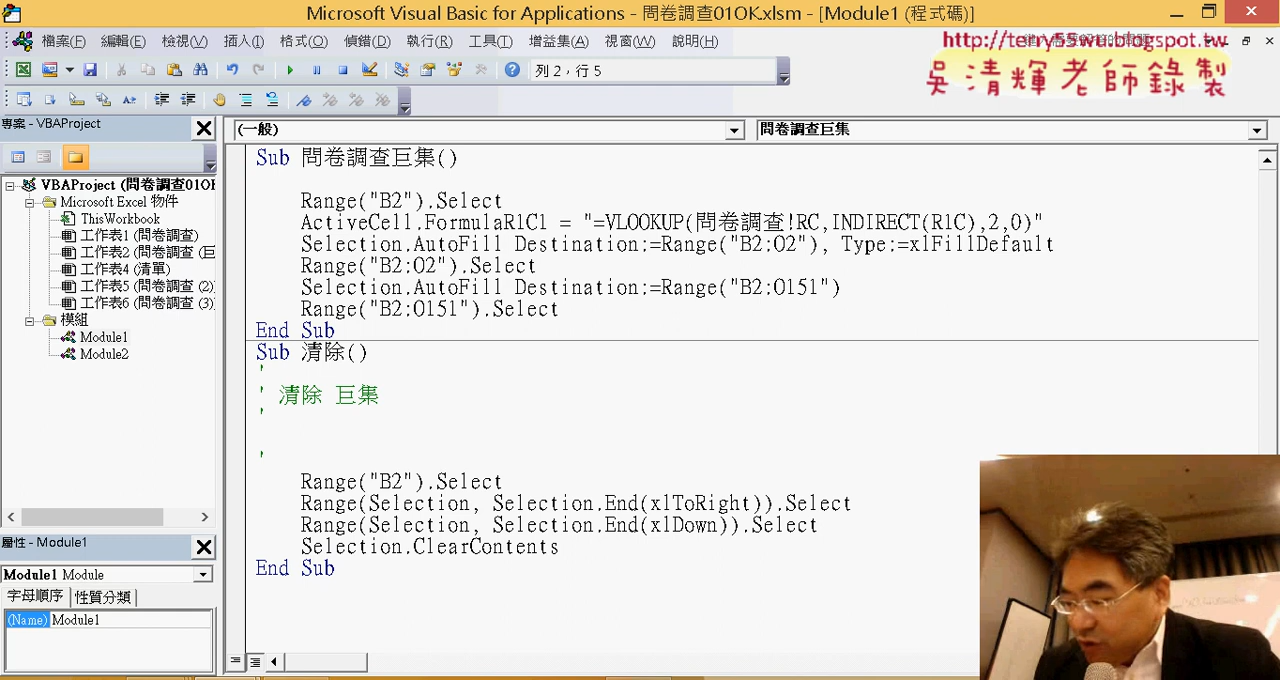 Microsoft Visual Basic for Applications - 問卷調查01OK.xlsm - [Module1 (程式碼)]
檔案(F) 編輯(E) 檢視(V) 插入(I) 格式(O) 偵錯(D) 執行(R) 工具(T) 增益集(A) 視窗(W) 說明(H)
http://terry55wu.blogspot.tw
吳清輝老師錄製
列 2，行 5
專案 - VBAProject
(一般)
問卷調查巨集
VBAProject (問卷調查01OK
Microsoft Excel 物件
ThisWorkbook
工作表1 (問卷調查)
工作表2 (問卷調查 (巨
工作表4 (清單)
工作表5 (問卷調查 (2)
工作表6 (問卷調查 (3)
模組
Module1
Module2
屬性 - Module1
Module1 Module
字母順序 性質分類
(Name) Module1
Sub 問卷調查巨集()
Range("B2").Select
ActiveCell.FormulaR1C1 = "=VLOOKUP(問卷調查!RC,INDIRECT(R1C),2,0)"
Selection.AutoFill Destination:=Range("B2:O2"), Type:=xlFillDefault
Range("B2:O2").Select
Selection.AutoFill Destination:=Range("B2:O151")
Range("B2:O151").Select
End Sub
Sub 清除()
'
' 清除 巨集
'
'
Range("B2").Select
Range(Selection, Selection.End(xlToRight)).Select
Range(Selection, Selection.End(xlDown)).Select
Selection.ClearContents
End Sub